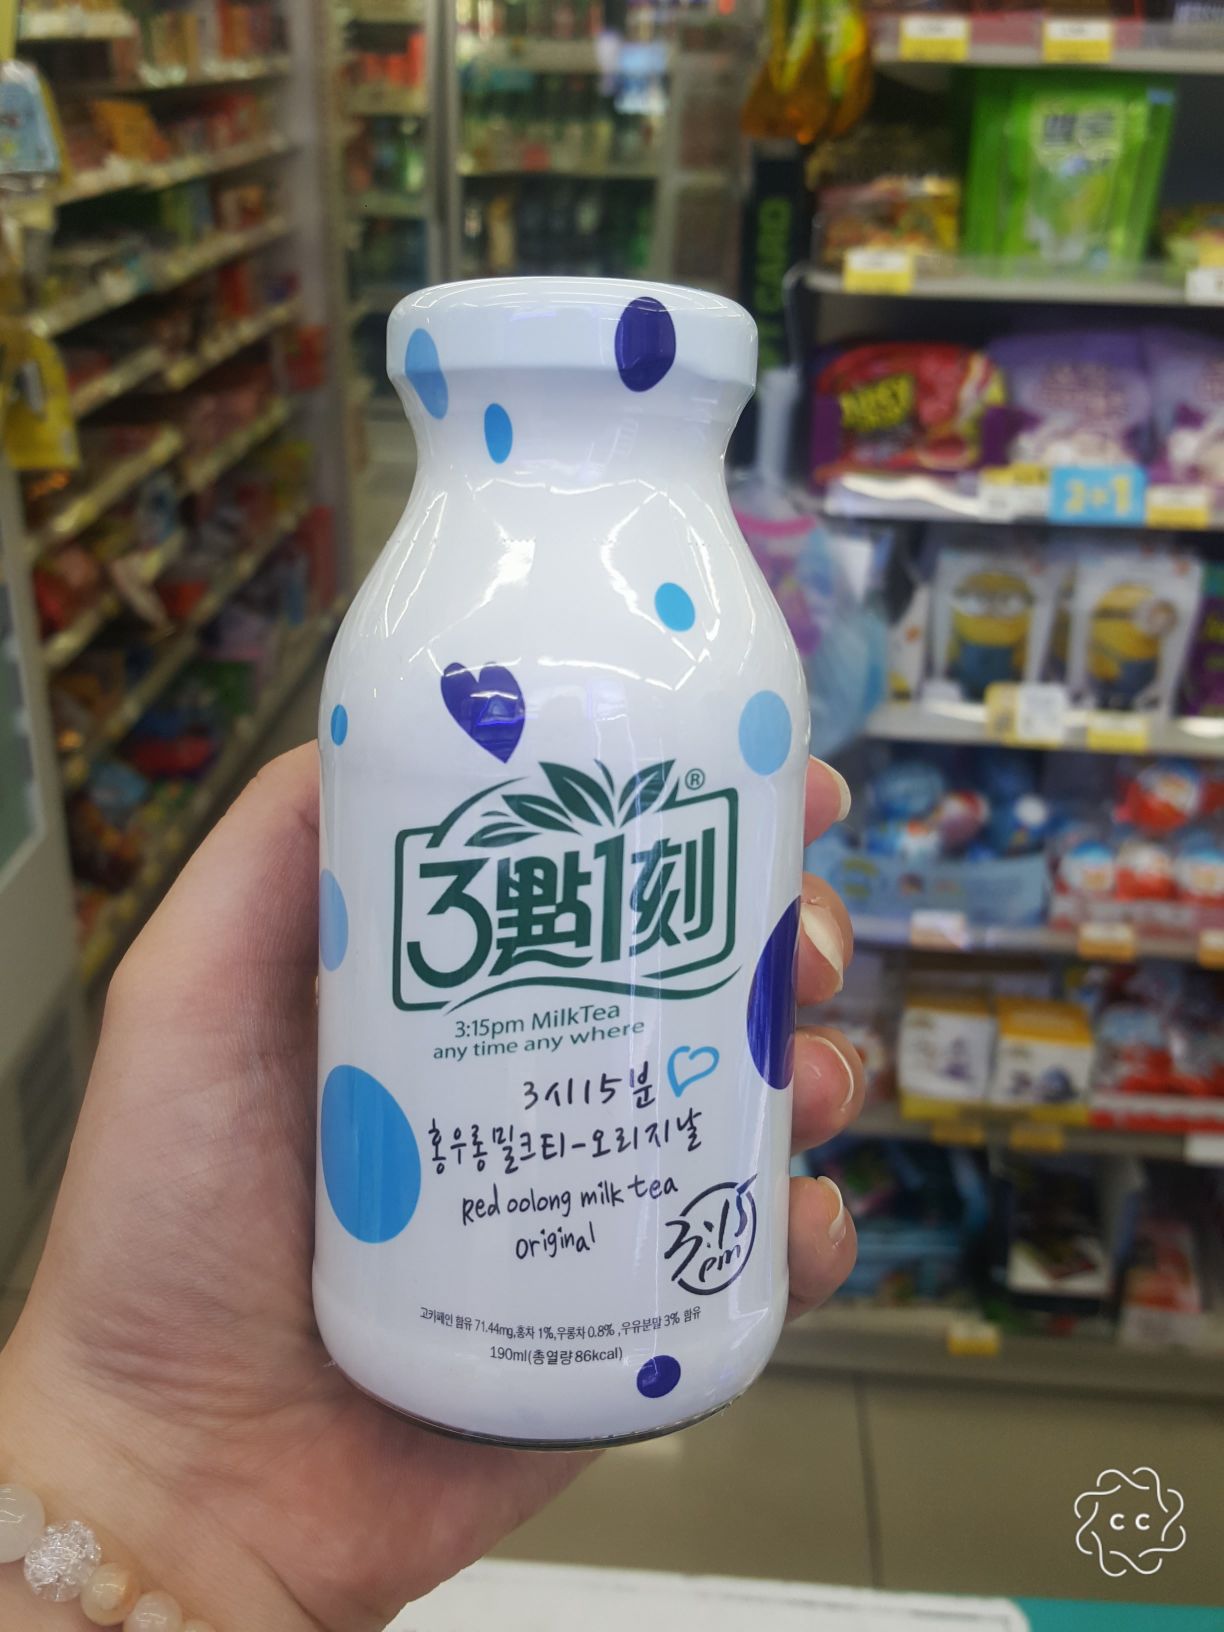 3點1刻®
3:15pm MilkTea
any time any where
3시15분
홍우롱밀크티-오리지날
Red oolong milk tea
original
3:15
pm
고카페인 함유 71.44mg,홍차 1%,우롱차 0.8% ,우유분말 3% 함유
190ml(총열량 86kcal)
2+1
CC